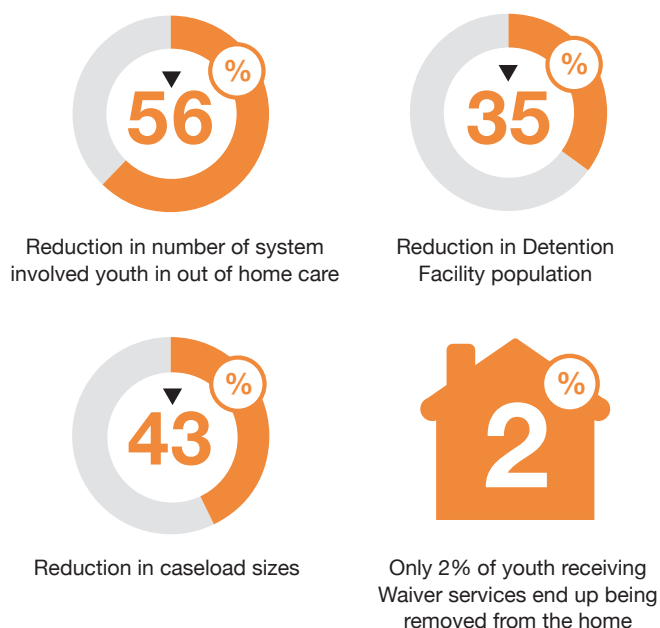 %
56
Reduction in number of system
involved youth in out of home care
%
35
Reduction in Detention
Facility population
%
43
Reduction in caseload sizes
%
2
Only 2% of youth receiving
Waiver services end up being
removed from the home